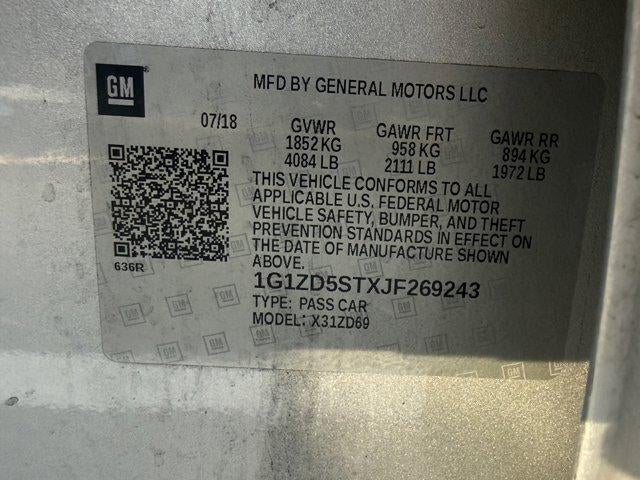 GM
MFD BY GENERAL MOTORS LLC
07/18 GVWR GAWR FRT GAWR RR
1852 KG 958 KG 894 KG
4084 LB 2111 LB 1972 LB
THIS VEHICLE CONFORMS TO ALL
APPLICABLE U.S. FEDERAL MOTOR
VEHICLE SAFETY, BUMPER, AND THEFT
PREVENTION STANDARDS IN EFFECT ON
THE DATE OF MANUFACTURE SHOWN
ABOVE.
636R
1G1ZD5STXJF269243
TYPE: PASS CAR
MODEL: X31ZD69